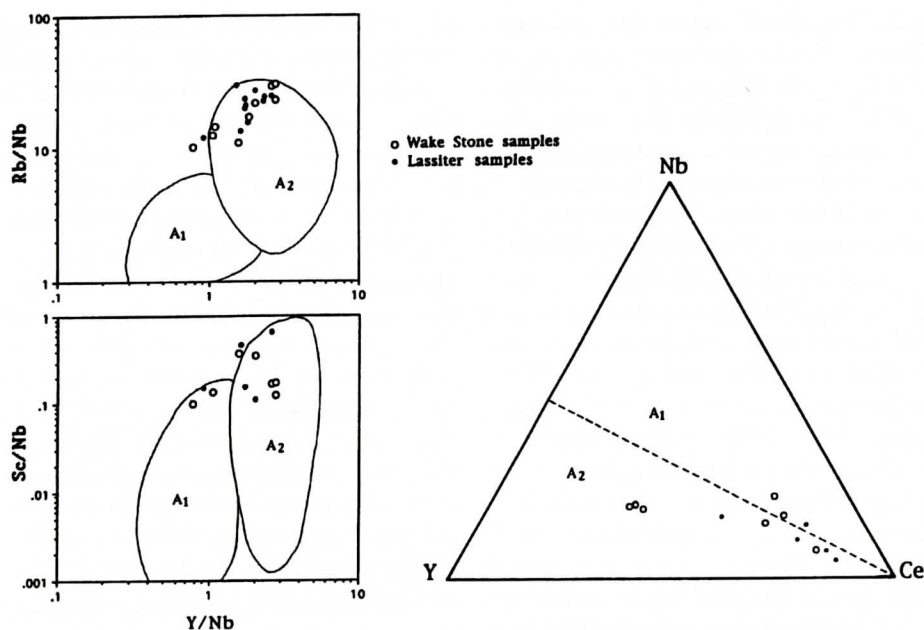 100
10
1
Rb/Nb
A1
A2
.1
1
10
Wake Stone samples
Lassiter samples
1
.1
.01
.001
Sc/Nb
A1
A2
.1
1
10
Y/Nb
Nb
A1
A2
Y
Ce